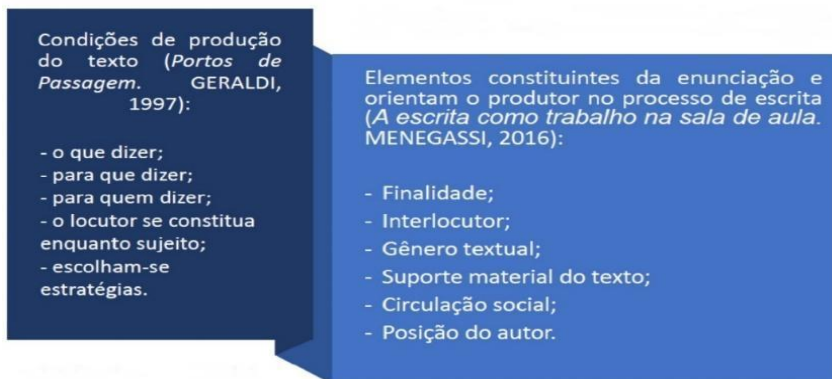 Condições de produção
do texto (Portos de
Passagem. GERALDI,
1997):
- o que dizer;
- para que dizer;
- para quem dizer;
- o locutor se constitua
enquanto sujeito;
- escolham-se
estratégias.
Elementos constituintes da enunciação e
orientam o produtor no processo de escrita
(A escrita como trabalho na sala de aula.
MENEGASSI, 2016):
- Finalidade;
- Interlocutor;
- Gênero textual;
- Suporte material do texto;
- Circulação social;
- Posição do autor.